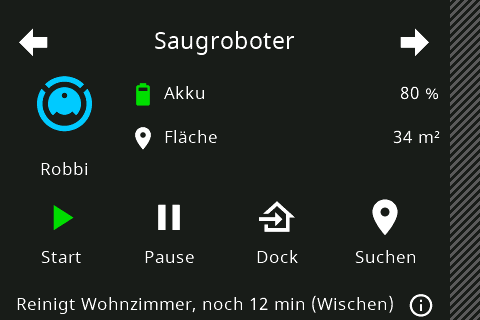 Saugroboter
Akku 80 %
Fläche 34 m²
Robbi
Start Pause Dock Suchen
Reinigt Wohnzimmer, noch 12 min (Wischen)